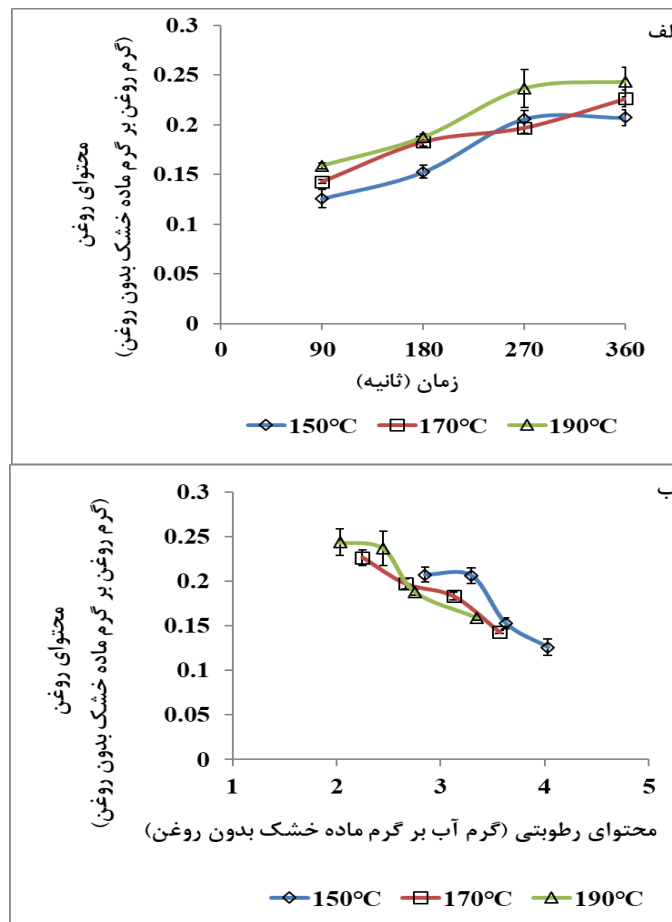 الف
0.3
0.25
0.2
0.15
0.1
0.05
0
محتوای روغن
(گرم روغن بر گرم ماده خشک بدون روغن)
0 90 180 270 360
زمان (ثانیه)
150°C 170°C 190°C
ب
0.3
0.25
0.2
0.15
0.1
0.05
0
محتوای روغن
(گرم روغن بر گرم ماده خشک بدون روغن)
1 2 3 4 5
محتوای رطوبتی (گرم آب بر گرم ماده خشک بدون روغن)
150°C 170°C 190°C